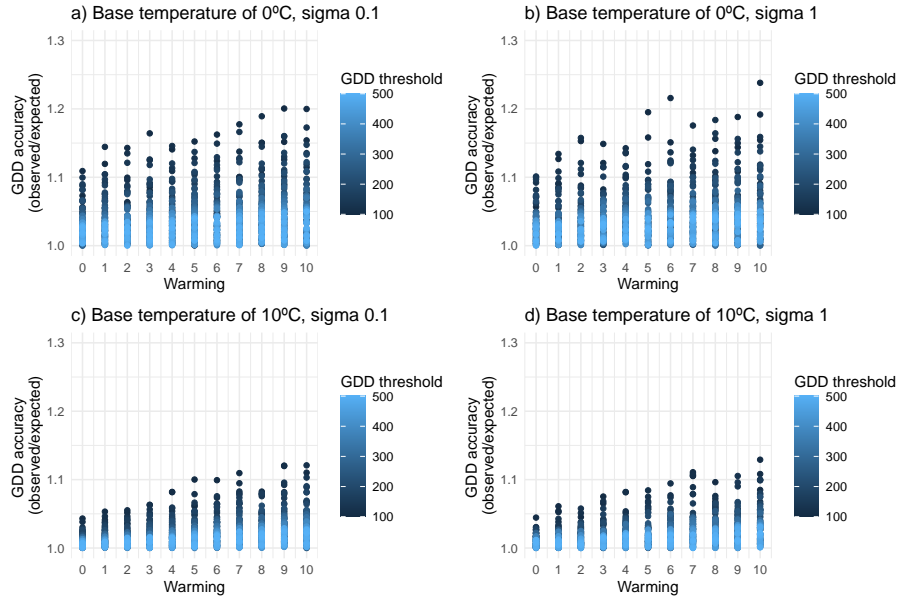 a) Base temperature of 0ºC, sigma 0.1
1.3
1.2
1.1
1.0
GDD accuracy
(observed/expected)
0 1 2 3 4 5 6 7 8 9 10
Warming
GDD threshold
500
400
300
200
100
b) Base temperature of 0ºC, sigma 1
1.3
1.2
1.1
1.0
GDD accuracy
(observed/expected)
0 1 2 3 4 5 6 7 8 9 10
Warming
GDD threshold
500
400
300
200
100
c) Base temperature of 10ºC, sigma 0.1
1.3
1.2
1.1
1.0
GDD accuracy
(observed/expected)
0 1 2 3 4 5 6 7 8 9 10
Warming
GDD threshold
500
400
300
200
100
d) Base temperature of 10ºC, sigma 1
1.3
1.2
1.1
1.0
GDD accuracy
(observed/expected)
0 1 2 3 4 5 6 7 8 9 10
Warming
GDD threshold
500
400
300
200
100